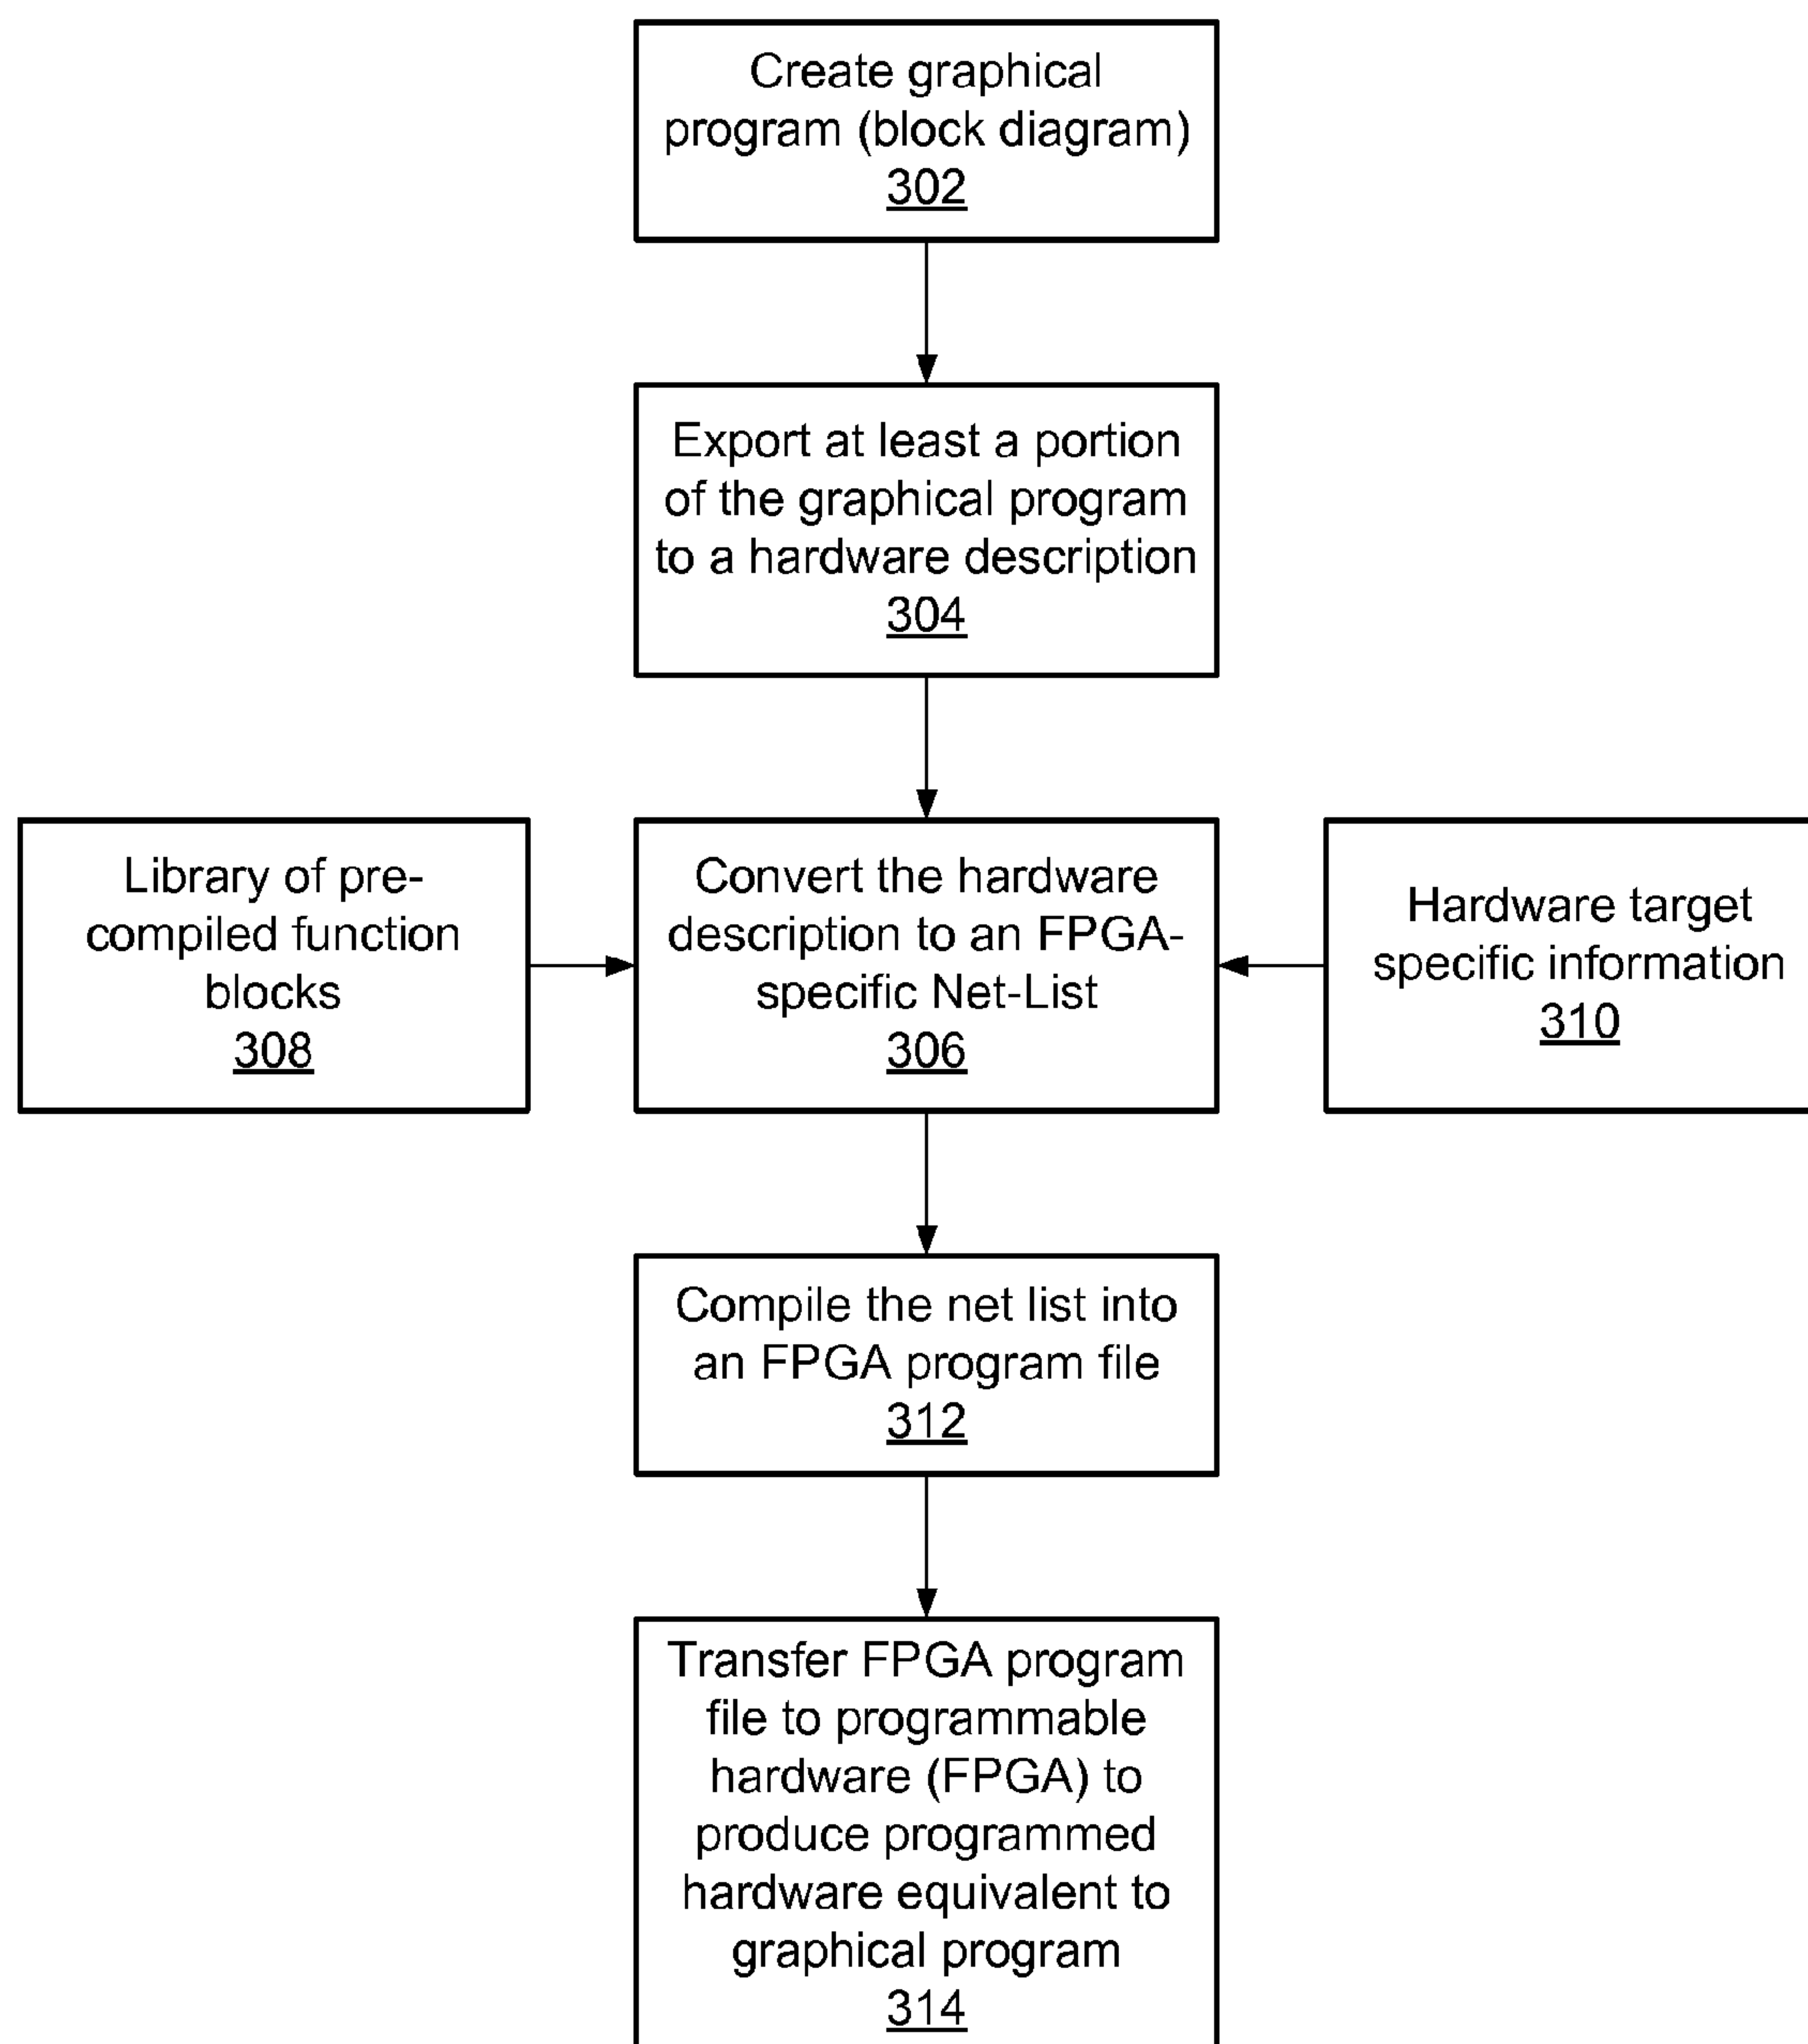 Create graphical
program (block diagram)
302
Export at least a portion
of the graphical program
to a hardware description
304
Library of pre-
compiled function
blocks
308
Convert the hardware
description to an FPGA-
specific Net-List
306
Hardware target
specific information
310
Compile the net list into
an FPGA program file
312
Transfer FPGA program
file to programmable
hardware (FPGA) to
produce programmed
hardware equivalent to
graphical program
314